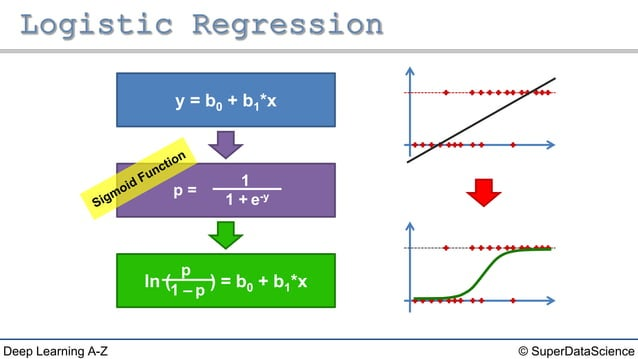 Logistic Regression
y = b₀ + b₁*x
Sigmoid Function
p = 1 / 1 + e⁻ʸ
ln ( p / 1 – p ) = b₀ + b₁*x
Deep Learning A-Z
© SuperDataScience